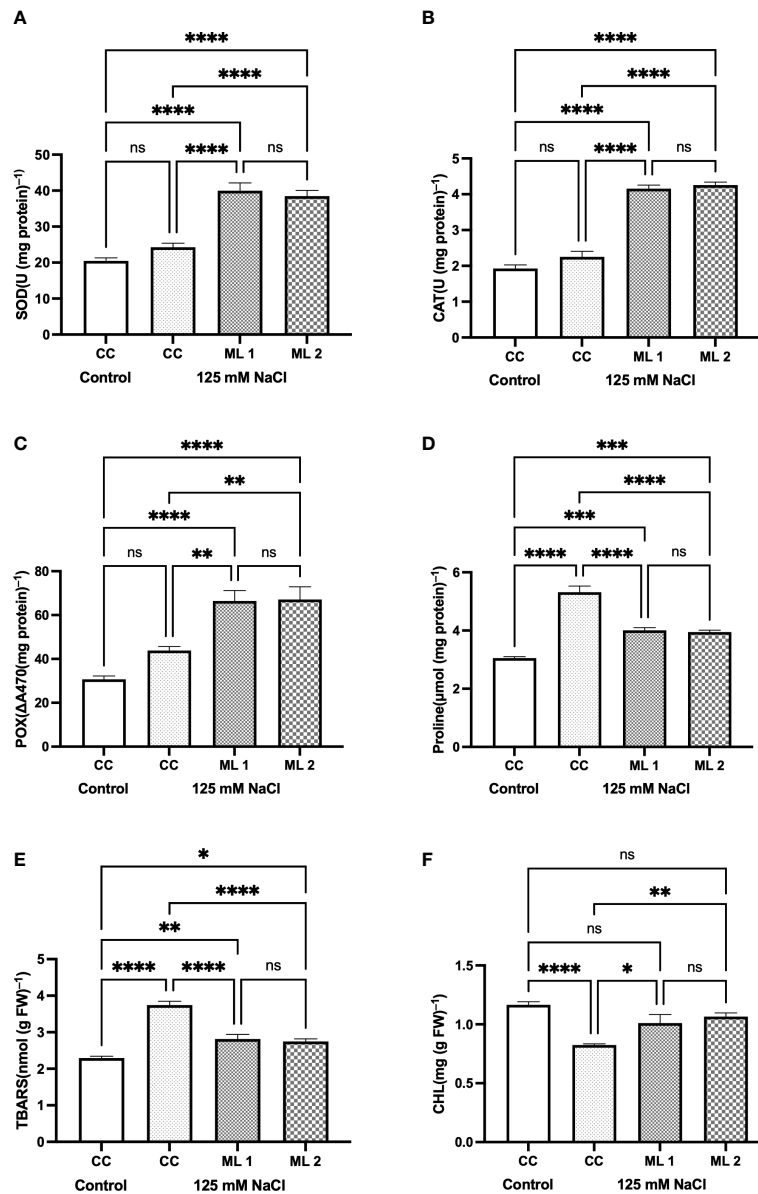 A
****
****
****
ns
****
ns
SOD(U (mg protein)⁻¹)
50
40
30
20
10
0
CC
CC
ML 1
ML 2
Control
125 mM NaCl
B
****
****
****
ns
****
ns
CAT(U (mg protein)⁻¹)
5
4
3
2
1
0
CC
CC
ML 1
ML 2
Control
125 mM NaCl
C
****
**
****
ns
**
ns
POX(ΔA470(mg protein)⁻¹)
80
60
40
20
0
CC
CC
ML 1
ML 2
Control
125 mM NaCl
D
***
****
***
****
****
ns
Proline(µmol (mg protein)⁻¹)
6
4
2
0
CC
CC
ML 1
ML 2
Control
125 mM NaCl
E
*
****
**
****
****
ns
TBARS(nmol (g FW)⁻¹)
5
4
3
2
1
0
CC
CC
ML 1
ML 2
Control
125 mM NaCl
F
ns
**
ns
****
*
ns
CHL(mg (g FW)⁻¹)
1.5
1.0
0.5
0.0
CC
CC
ML 1
ML 2
Control
125 mM NaCl